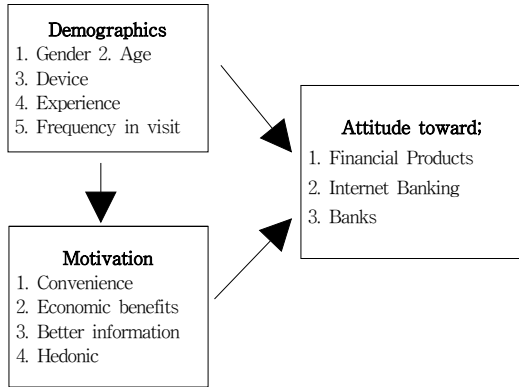 Demographics
1. Gender 2. Age
3. Device
4. Experience
5. Frequency in visit
Attitude toward;
1. Financial Products
2. Internet Banking
3. Banks
Motivation
1. Convenience
2. Economic benefits
3. Better information
4. Hedonic